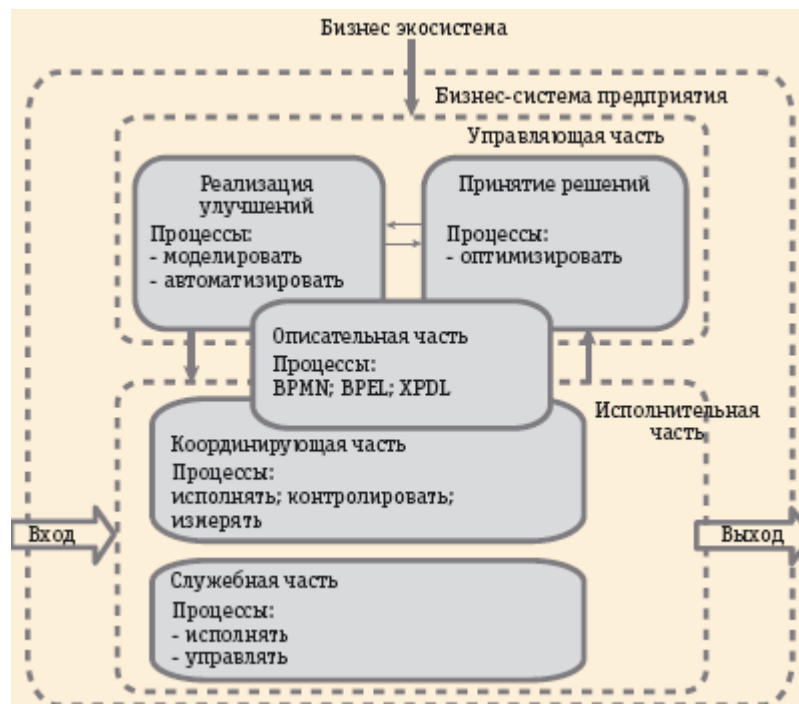 Бизнес экосистема
Бизнес-система предприятия
Управляющая часть
Реализация
улучшений
Процессы:
- моделировать
- автоматизировать
Принятие решений
Процессы:
- оптимизировать
Описательная часть
Процессы:
BPMN; BPEL; XPDL
Исполнительная
часть
Координирующая часть
Процессы:
исполнять; контролировать;
измерять
Вход
Выход
Служебная часть
Процессы:
- исполнять
- управлять